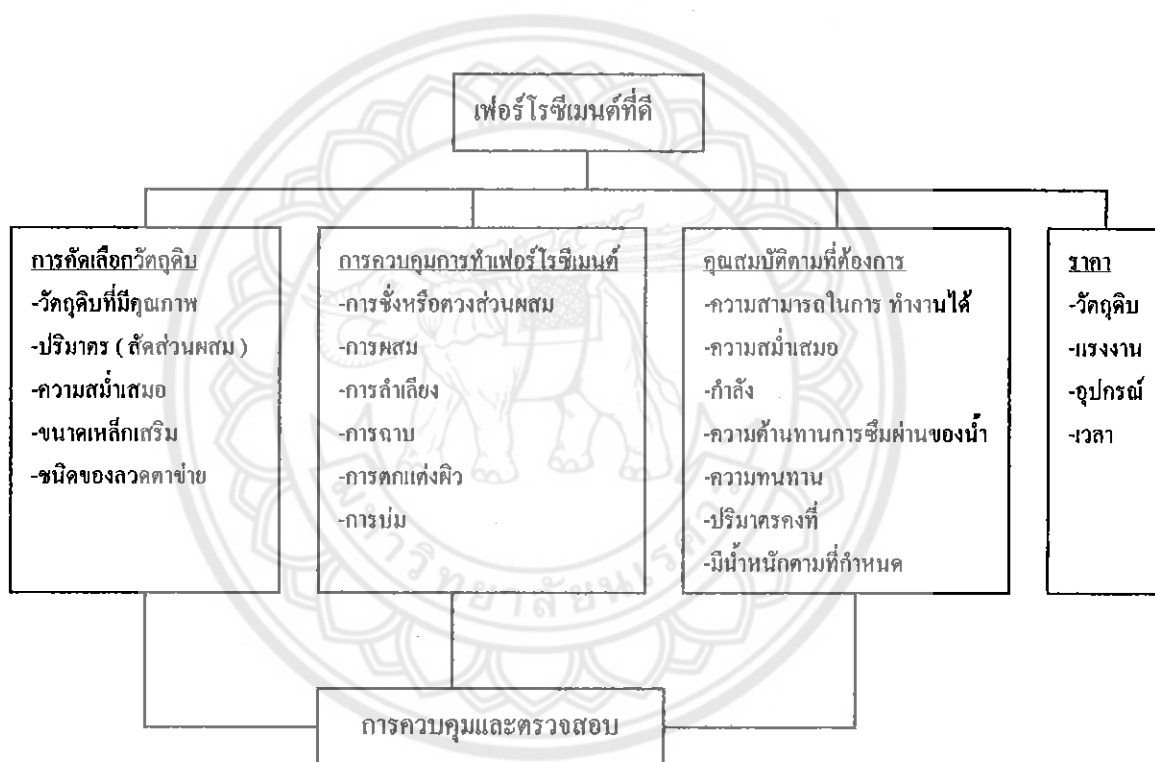 เฟอร์โรซีเมนต์ที่ดี
การคัดเลือกวัตถุดิบ
-วัตถุดิบที่มีคุณภาพ
-ปริมาตร ( สัดส่วนผสม )
-ความสม่ำเสมอ
-ขนาดเหล็กเสริม
-ชนิดของลวดตาข่าย
การควบคุมการทำเฟอร์โรซีเมนต์
-การชั่งหรือตวงส่วนผสม
-การผสม
-การลำเลียง
-การฉาบ
-การตกแต่งผิว
-การบ่ม
คุณสมบัติตามที่ต้องการ
-ความสามารถในการ ทำงานได้
-ความสม่ำเสมอ
-กำลัง
-ความต้านทานการซึมผ่านของน้ำ
-ความทนทาน
-ปริมาตรคงที่
-มีน้ำหนักตามที่กำหนด
ราคา
-วัตถุดิบ
-แรงงาน
-อุปกรณ์
-เวลา
การควบคุมและตรวจสอบ
มหาวิทยาลัยนเรศวร